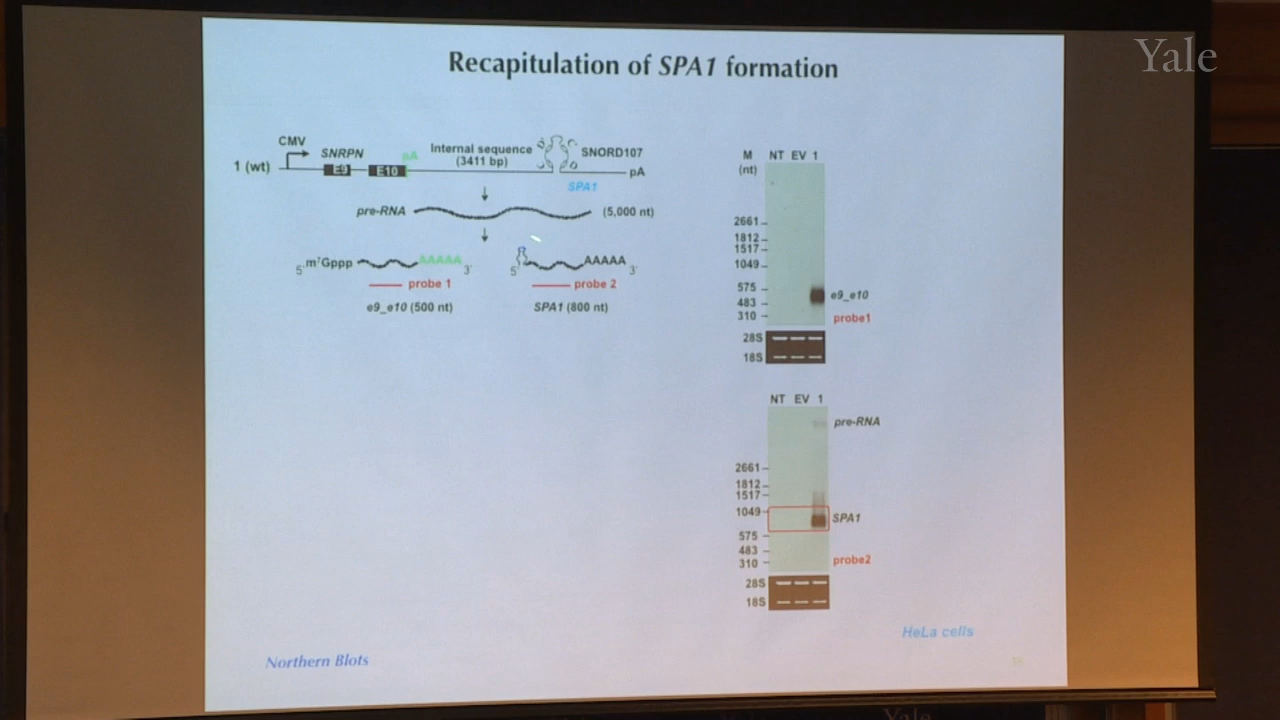 Yale
Recapitulation of SPA1 formation
CMV
1 (wt)
SNRPN
E9
E10
pA
Internal sequence
(3411 bp)
SNORD107
pA
SPA1
pre-RNA
(5,000 nt)
5' m⁷Gppp
AAAAA
3'
probe 1
e9_e10 (500 nt)
5'
AAAAA
3'
probe 2
SPA1 (800 nt)
M
(nt)
NT EV 1
2661
1812
1517
1049
575
483
310
e9_e10
probe1
28S
18S
NT EV 1
pre-RNA
2661
1812
1517
1049
575
483
310
SPA1
probe2
28S
18S
HeLa cells
Northern Blots